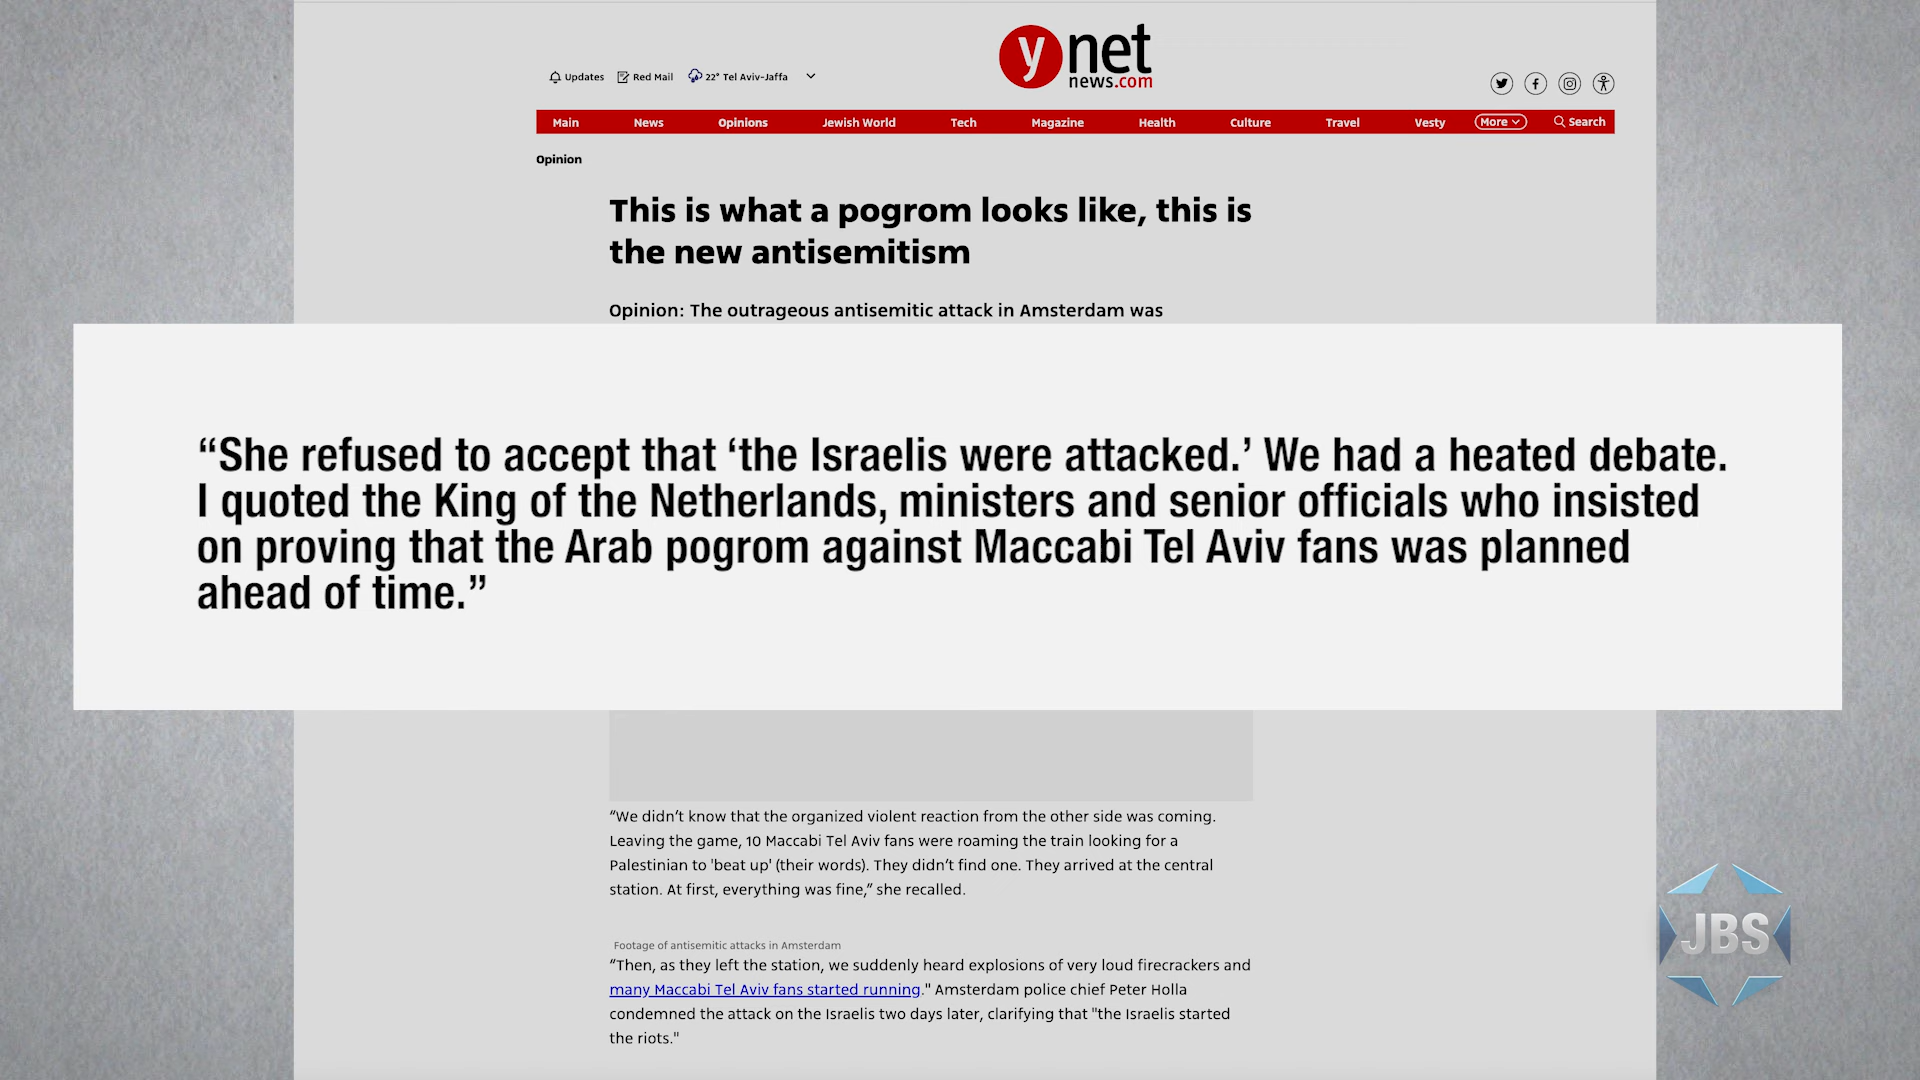 y net
news.com
Updates Red Mail 22° Tel Aviv-Jaffa
Main News Opinions Jewish World Tech Magazine Health Culture Travel Vesty More Search
Opinion
This is what a pogrom looks like, this is
the new antisemitism
Opinion: The outrageous antisemitic attack in Amsterdam was
“She refused to accept that ‘the Israelis were attacked.’ We had a heated debate.
I quoted the King of the Netherlands, ministers and senior officials who insisted
on proving that the Arab pogrom against Maccabi Tel Aviv fans was planned
ahead of time.”
“We didn’t know that the organized violent reaction from the other side was coming.
Leaving the game, 10 Maccabi Tel Aviv fans were roaming the train looking for a
Palestinian to 'beat up' (their words). They didn’t find one. They arrived at the central
station. At first, everything was fine,” she recalled.
Footage of antisemitic attacks in Amsterdam
“Then, as they left the station, we suddenly heard explosions of very loud firecrackers and
many Maccabi Tel Aviv fans started running." Amsterdam police chief Peter Holla
condemned the attack on the Israelis two days later, clarifying that "the Israelis started
the riots."
JBS